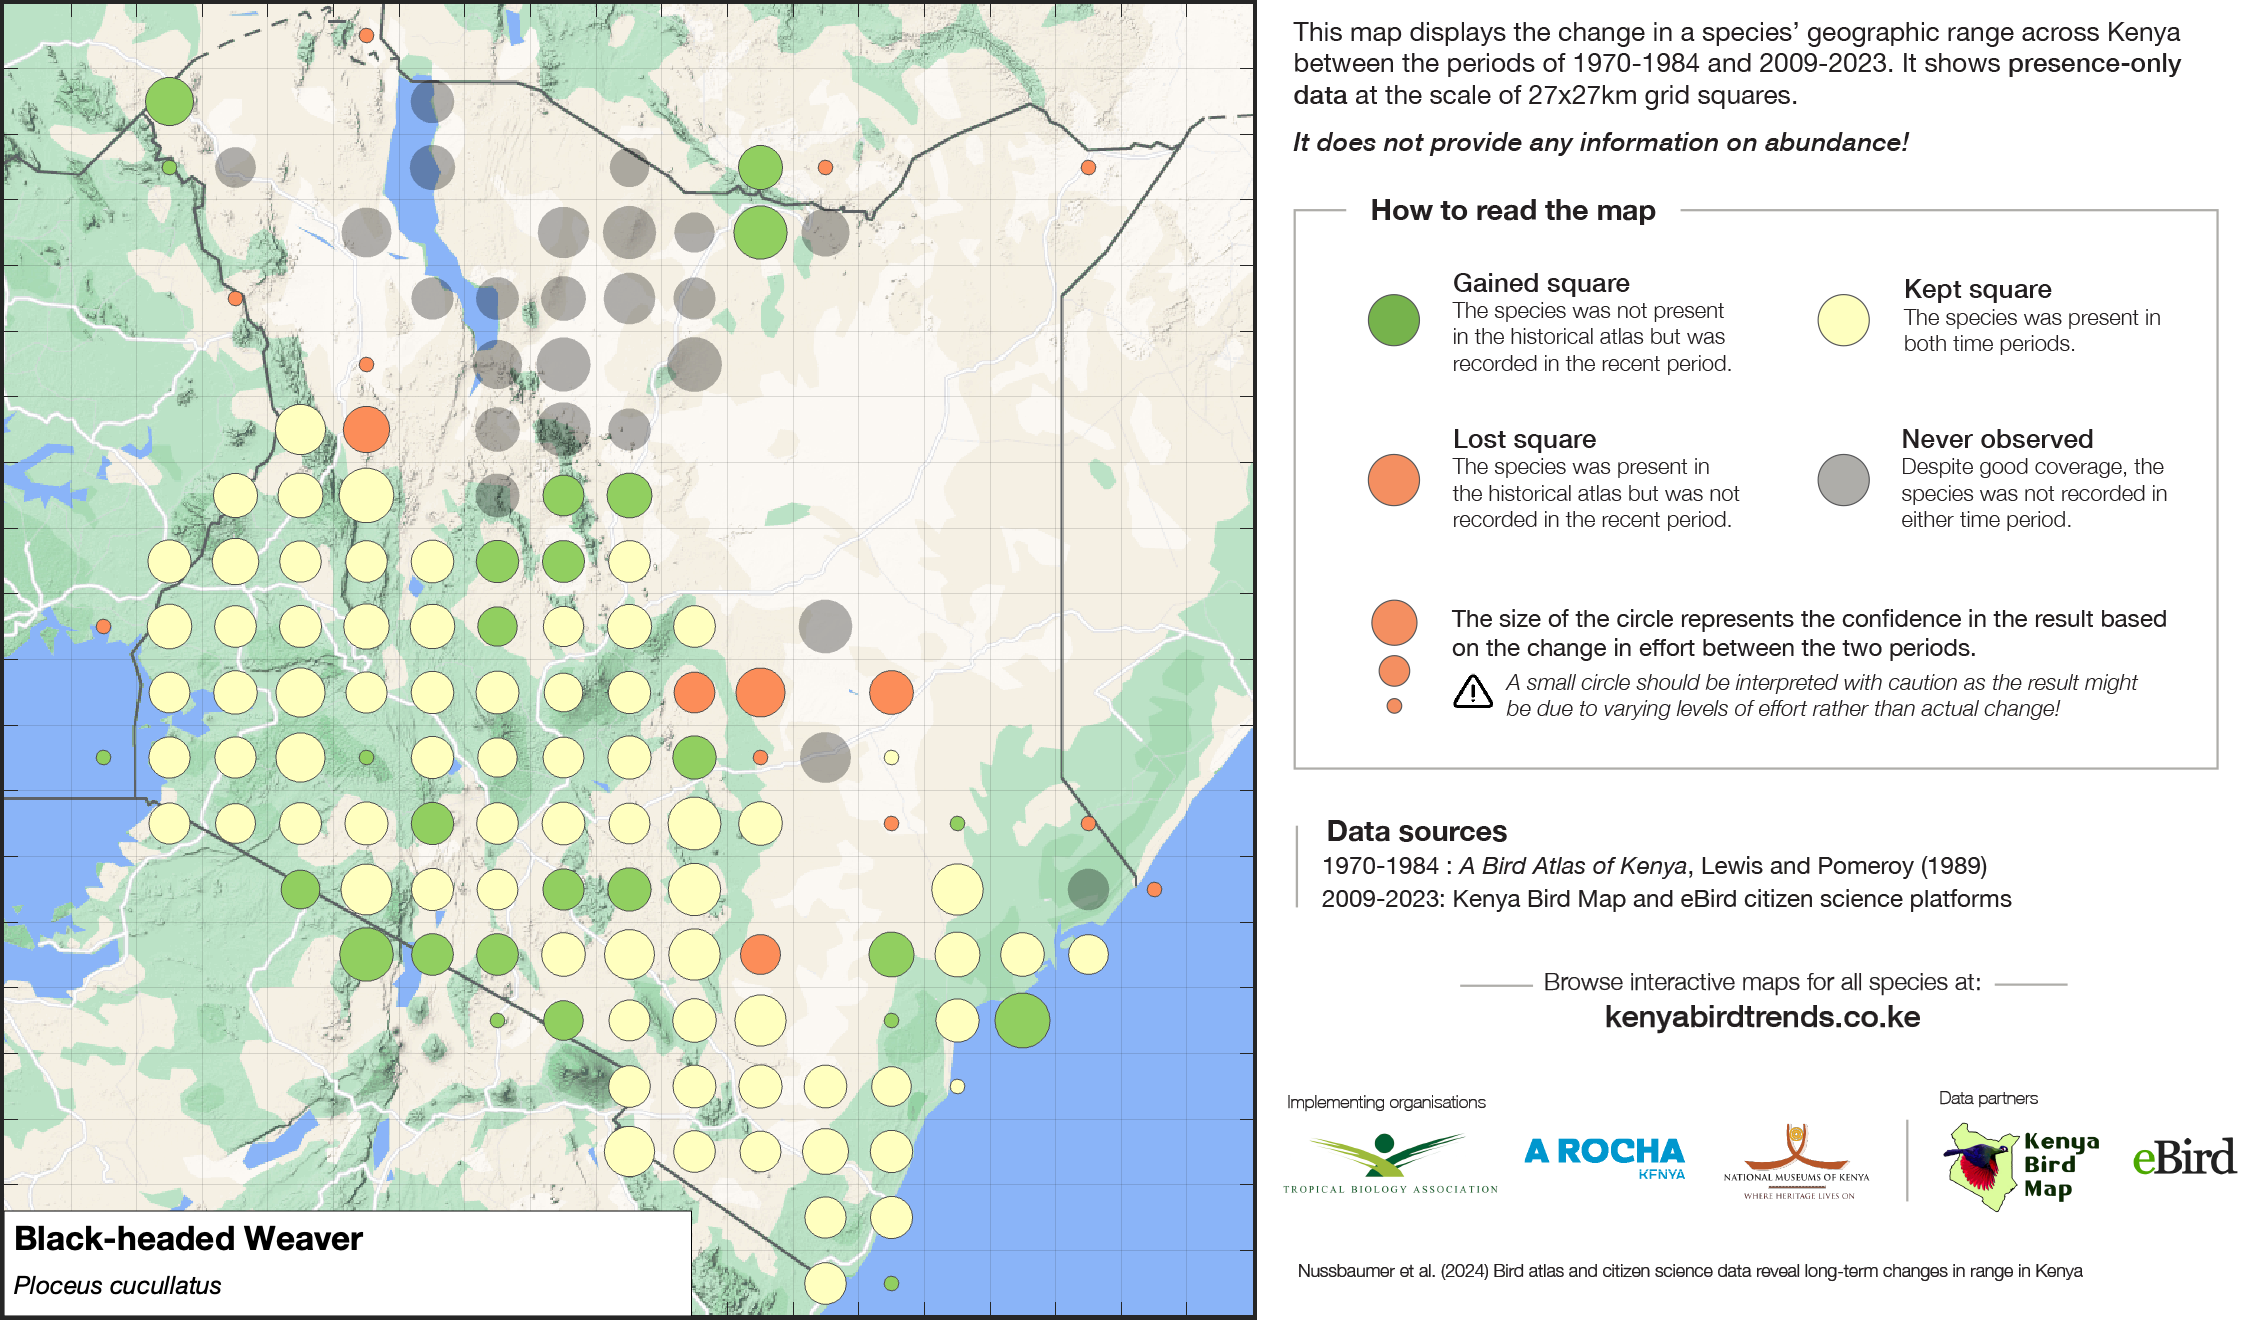 This map displays the change in a species’ geographic range across Kenya
between the periods of 1970-1984 and 2009-2023. It shows presence-only
data at the scale of 27x27km grid squares.
It does not provide any information on abundance!
How to read the map
Gained square
The species was not present
in the historical atlas but was
recorded in the recent period.
Kept square
The species was present in
both time periods.
Lost square
The species was present in
the historical atlas but was not
recorded in the recent period.
Never observed
Despite good coverage, the
species was not recorded in
either time period.
The size of the circle represents the confidence in the result based
on the change in effort between the two periods.
A small circle should be interpreted with caution as the result might
be due to varying levels of effort rather than actual change!
Data sources
1970-1984 : A Bird Atlas of Kenya, Lewis and Pomeroy (1989)
2009-2023: Kenya Bird Map and eBird citizen science platforms
Browse interactive maps for all species at:
kenyabirdtrends.co.ke
Implementing organisations
Data partners
TROPICAL BIOLOGY ASSOCIATION
A ROCHA
KENYA
NATIONAL MUSEUMS OF KENYA
WHERE HERITAGE LIVES ON
Kenya
Bird
Map
eBird
Black-headed Weaver
Ploceus cucullatus
Nussbaumer et al. (2024) Bird atlas and citizen science data reveal long-term changes in range in Kenya